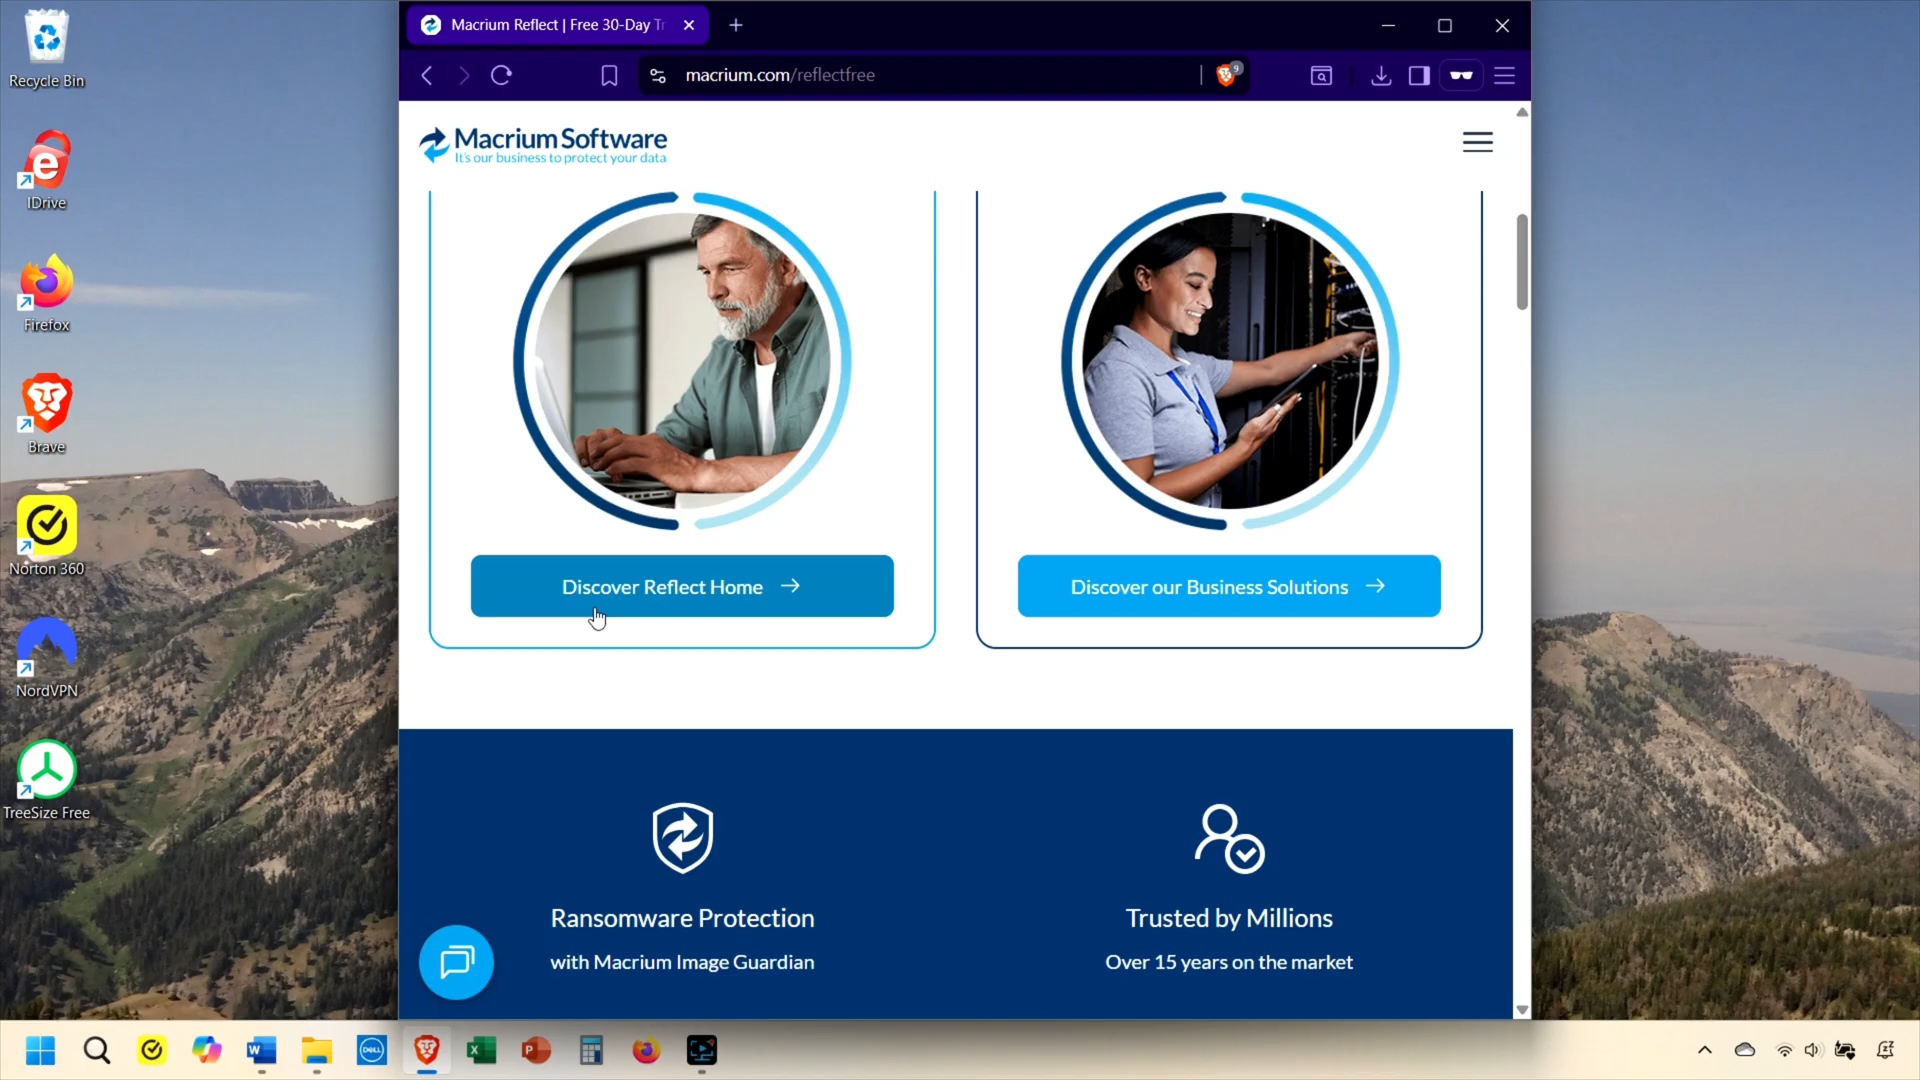 Macrium Reflect | Free 30-Day Tr
macrium.com/reflectfree
9
Macrium Software
It's our business to protect your data
Discover Reflect Home
Discover our Business Solutions
Ransomware Protection
with Macrium Image Guardian
Trusted by Millions
Over 15 years on the market
Recycle Bin
e
IDrive
Firefox
Brave
Norton 360
NordVPN
TreeSize Free
W
DELL
X
P